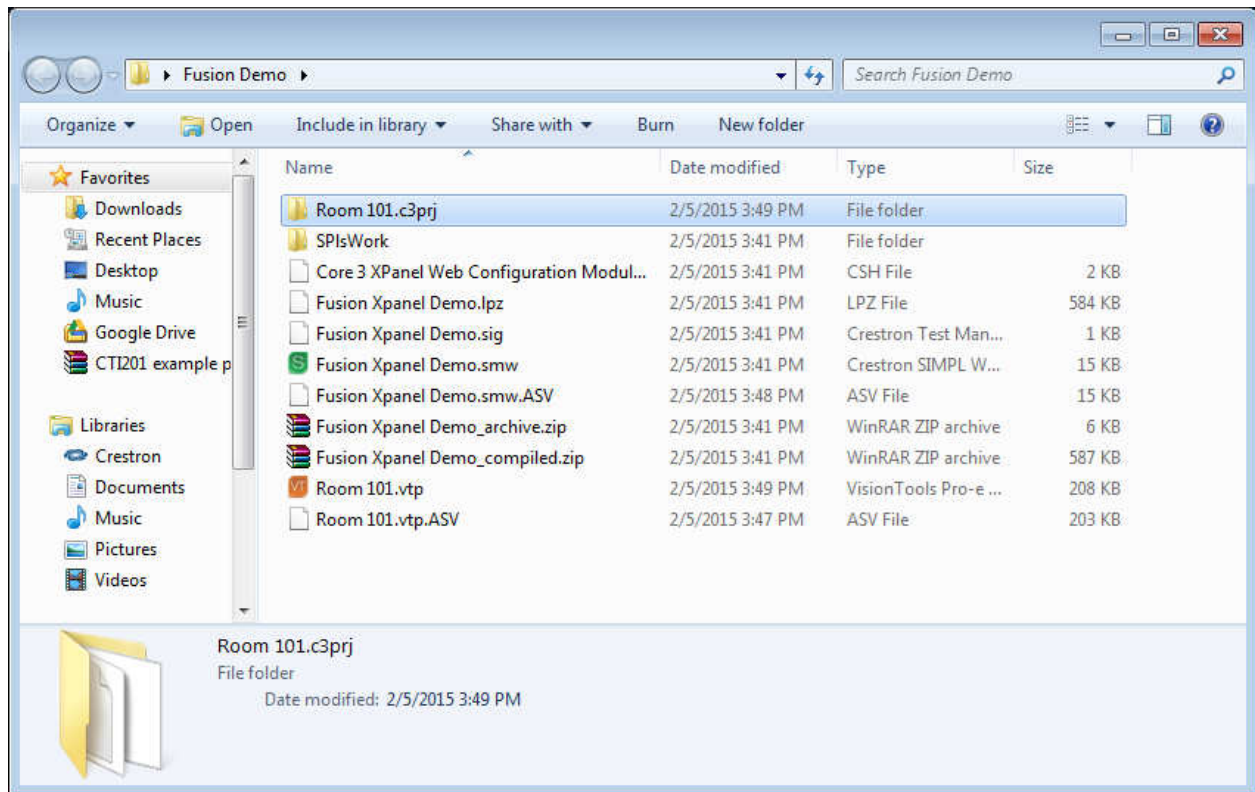 Fusion Demo
Search Fusion Demo
Organize Open Include in library Share with Burn New folder
Favorites
Downloads
Recent Places
Desktop
Music
Google Drive
CTI201 example p
Libraries
Crestron
Documents
Music
Pictures
Videos
Name Date modified Type Size
Room 101.c3prj 2/5/2015 3:49 PM File folder
SPlsWork 2/5/2015 3:41 PM File folder
Core 3 XPanel Web Configuration Modul... 2/5/2015 3:41 PM CSH File 2 KB
Fusion Xpanel Demo.lpz 2/5/2015 3:41 PM LPZ File 584 KB
Fusion Xpanel Demo.sig 2/5/2015 3:41 PM Crestron Test Man... 1 KB
S Fusion Xpanel Demo.smw 2/5/2015 3:41 PM Crestron SIMPL W... 15 KB
Fusion Xpanel Demo.smw.ASV 2/5/2015 3:48 PM ASV File 15 KB
Fusion Xpanel Demo_archive.zip 2/5/2015 3:41 PM WinRAR ZIP archive 6 KB
Fusion Xpanel Demo_compiled.zip 2/5/2015 3:41 PM WinRAR ZIP archive 587 KB
VT Room 101.vtp 2/5/2015 3:49 PM VisionTools Pro-e ... 208 KB
Room 101.vtp.ASV 2/5/2015 3:47 PM ASV File 203 KB
Room 101.c3prj
File folder
Date modified: 2/5/2015 3:49 PM